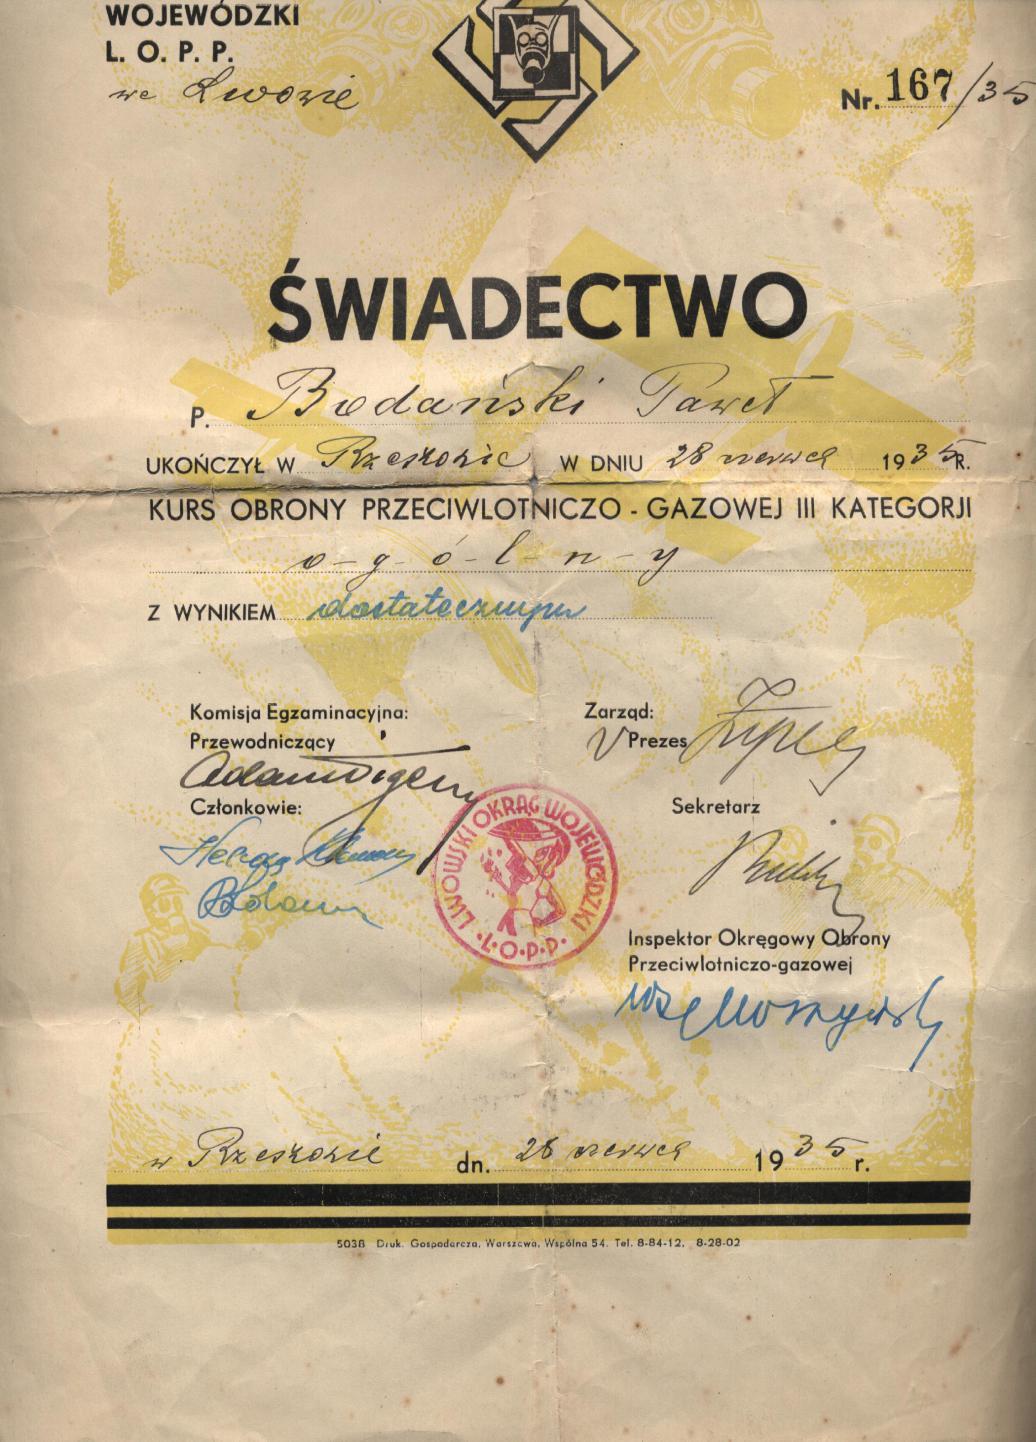 WOJEWÓDZKI
L. O. P. P.
we Lwowie
Nr. 167/35
ŚWIADECTWO
P. Bodański Paweł
UKOŃCZYŁ W Rzeszowie W DNIU 28 czerwca 1935 R.
KURS OBRONY PRZECIWLOTNICZO - GAZOWEJ III KATEGORJI
o-g-ó-l-n-y
Z WYNIKIEM dostatecznym
Komisja Egzaminacyjna:
Przewodniczący
Członkowie:
Zarząd:
V Prezes
Sekretarz
LWOWSKI OKRĄG WOJEWÓDZKI
L.O.P.P.
Inspektor Okręgowy Obrony
Przeciwlotniczo-gazowej
w Rzeszowie dn. 28 czerwca 1935 r.
5036 Druk. Gospodarcza, Warszawa, Wspólna 54. Tel. 8-84-12, 8-28-02